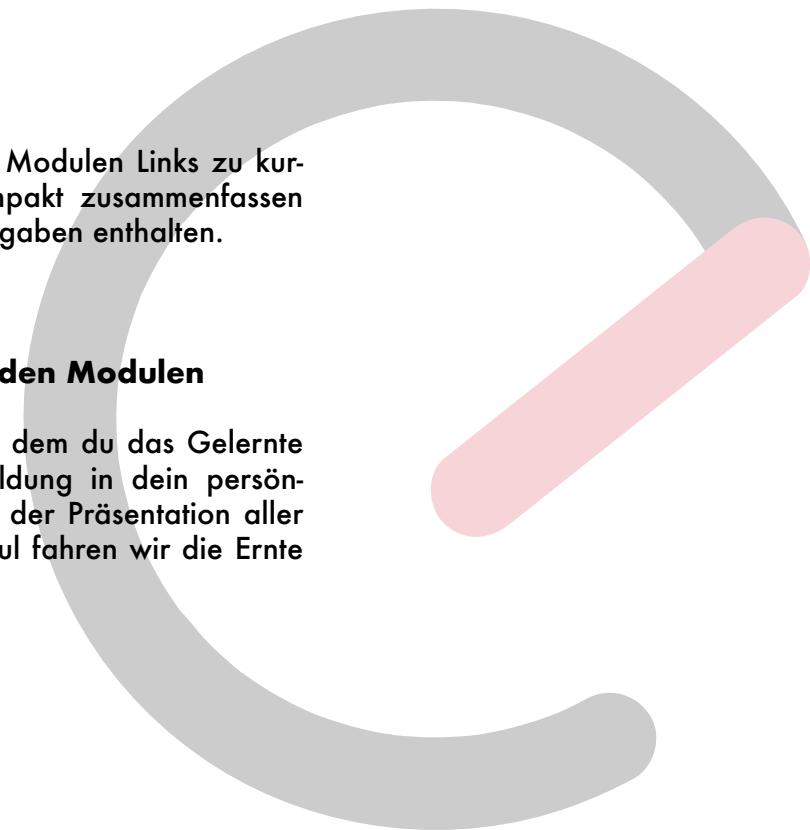 Modulen Links zu kur-
pakt zusammenfassen
gaben enthalten.
den Modulen
dem du das Gelernte
ldung in dein persön-
der Präsentation aller
ul fahren wir die Ernte